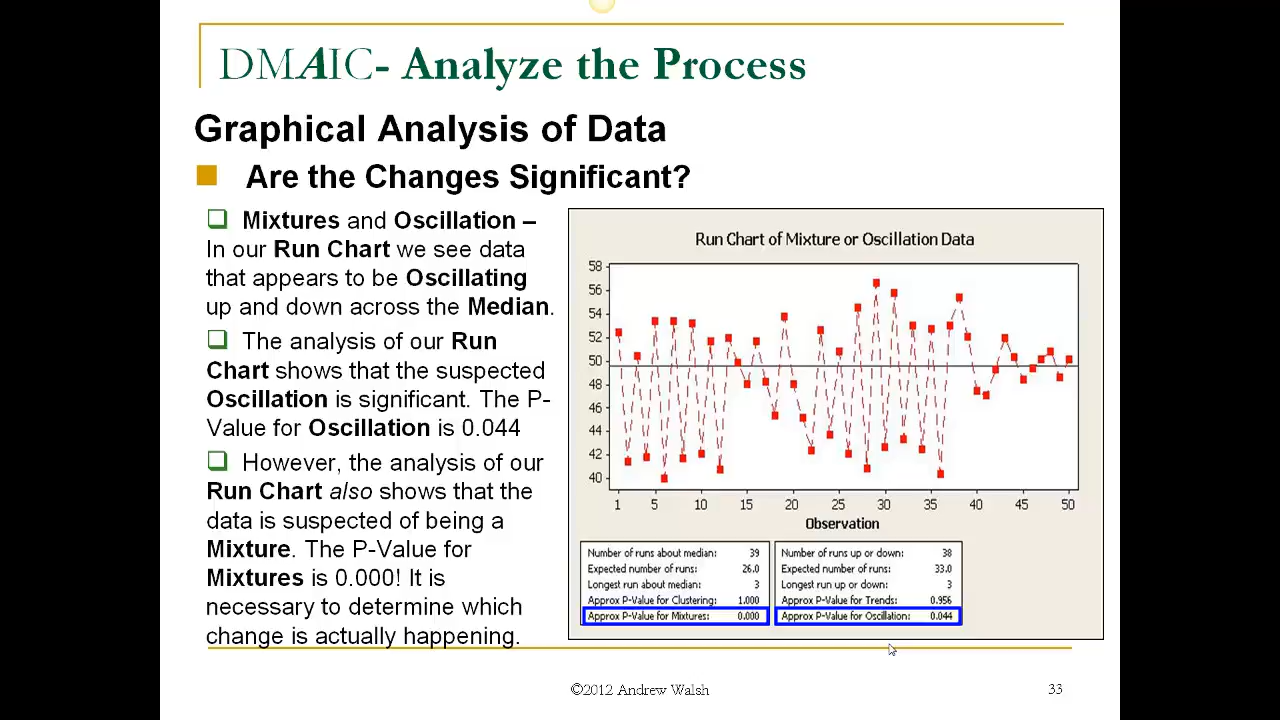 DMAIC- Analyze the Process
Graphical Analysis of Data
Are the Changes Significant?
Mixtures and Oscillation –
In our Run Chart we see data
that appears to be Oscillating
up and down across the Median.
The analysis of our Run
Chart shows that the suspected
Oscillation is significant. The P-
Value for Oscillation is 0.044
However, the analysis of our
Run Chart also shows that the
data is suspected of being a
Mixture. The P-Value for
Mixtures is 0.000! It is
necessary to determine which
change is actually happening.
Run Chart of Mixture or Oscillation Data
58
56
54
52
50
48
46
44
42
40
1 5 10 15 20 25 30 35 40 45 50
Observation
Number of runs about median: 39
Expected number of runs: 26.0
Longest run about median: 3
Approx P-Value for Clustering: 1.000
Approx P-Value for Mixtures: 0.000
Number of runs up or down: 38
Expected number of runs: 33.0
Longest run up or down: 3
Approx P-Value for Trends: 0.956
Approx P-Value for Oscillation: 0.044
©2012 Andrew Walsh
33